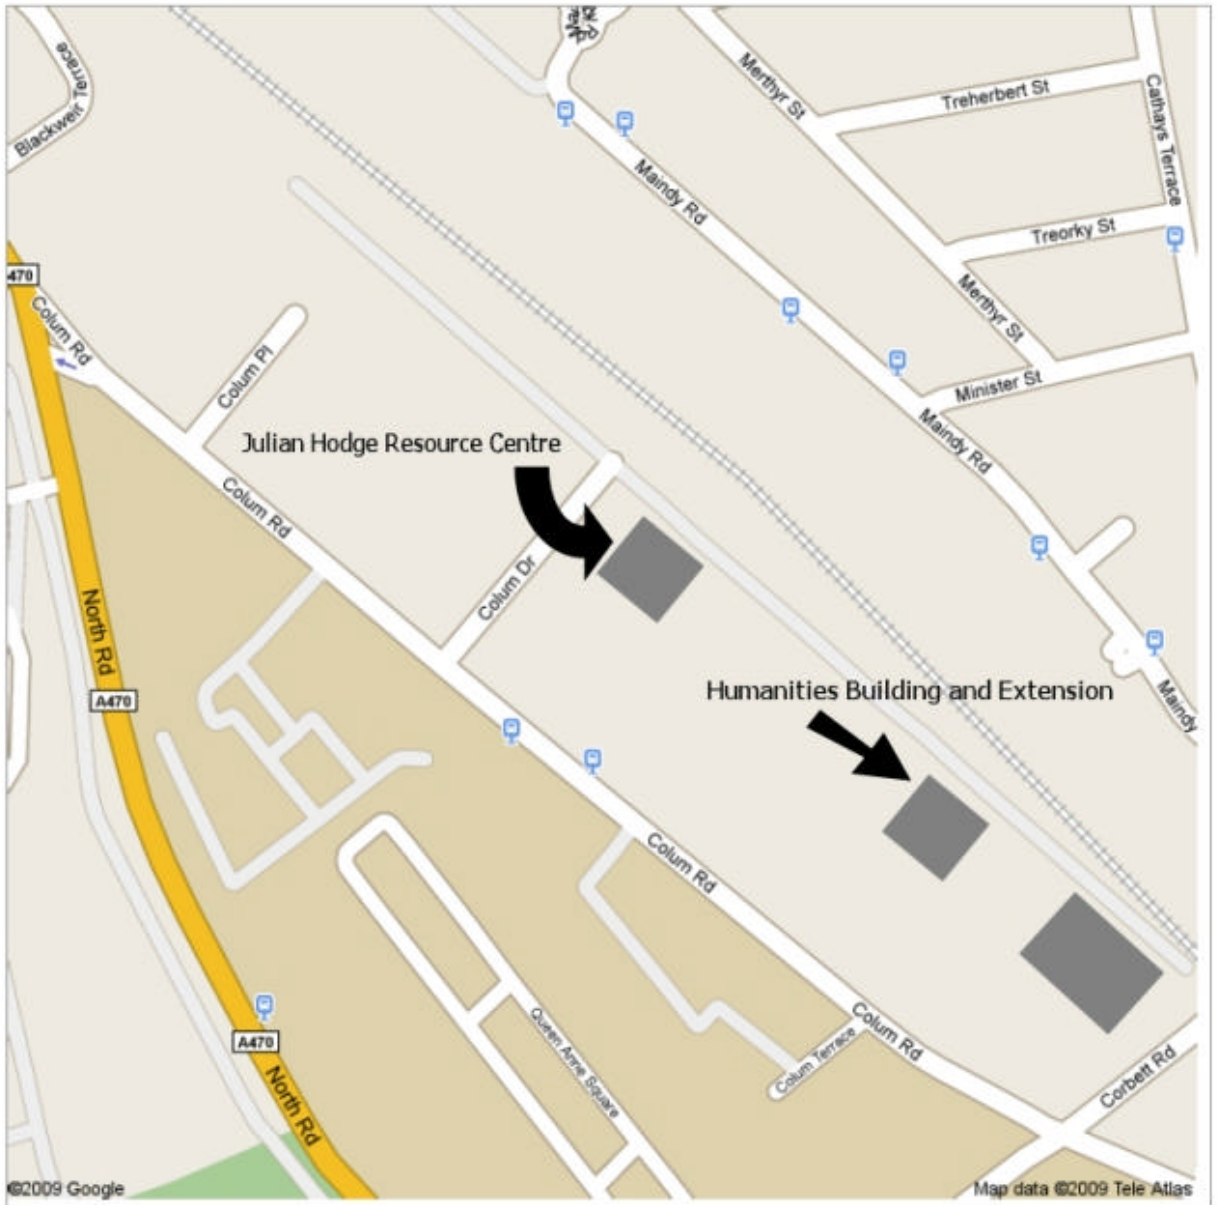 Blackweir Terrace
Merthyr St
Treherbert St
Cathays Terrace
Maindy Rd
Treorky St
470
Colum Rd
Merthyr St
Colum Pl
Minister St
Maindy Rd
Julian Hodge Resource Centre
Colum Rd
Colum Dr
North Rd
A470
Humanities Building and Extension
Maindy
Colum Rd
A470
Queen Anne Square
Colum Rd
Colum Terrace
Corbett Rd
North Rd
©2009 Google
Map data ©2009 Tele Atlas